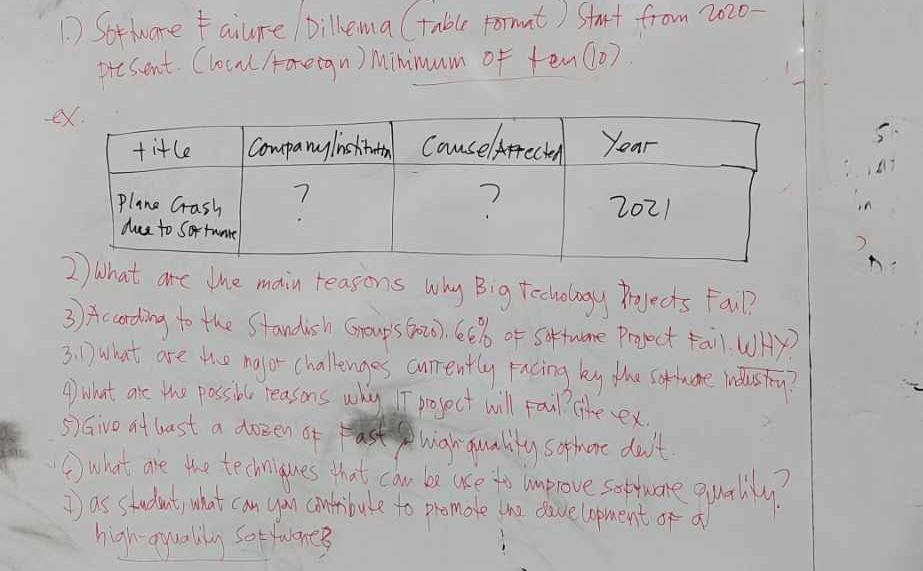 1.) Software Failure/Dillema (Table Format) Start from 2020-
present. (local/Foreign) Minimum OF ten (10).
ex.
title Company/Institution Cause/Affected Year
Plane Crash ? ? 2021
due to Software
2) What are the main reasons why Big Techology Projects Fail?
3) According to the Standish Group's (2020). 66% of Software Project Fail. WHY?
3.1) What are the major challenges currently facing by the software industry?
4) what are the possible reasons why IT project will Fail? Cite ex.
5) Give at least a dozen of Fast & high-quality software dev't.
6) what are the techniques that can be use to improve software quality?
7) as student, what can you contribute to promote the development of a
high-quality software?